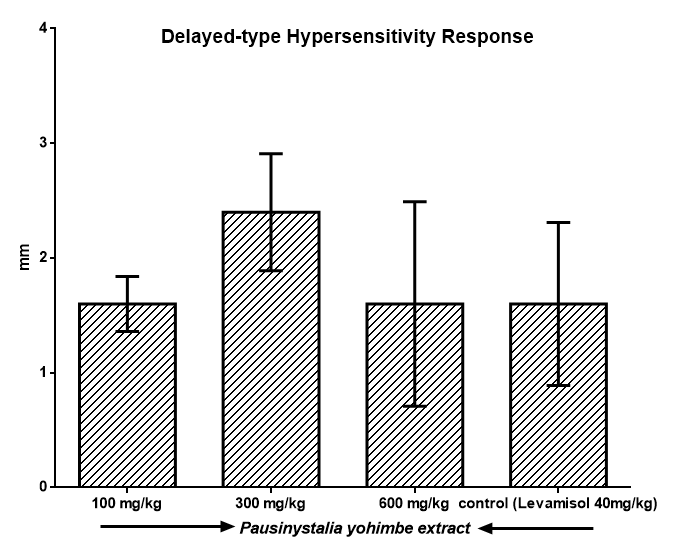 Delayed-type Hypersensitivity Response
4
3
2
1
0
mm
100 mg/kg 300 mg/kg 600 mg/kg control (Levamisol 40mg/kg)
Pausinystalia yohimbe extract